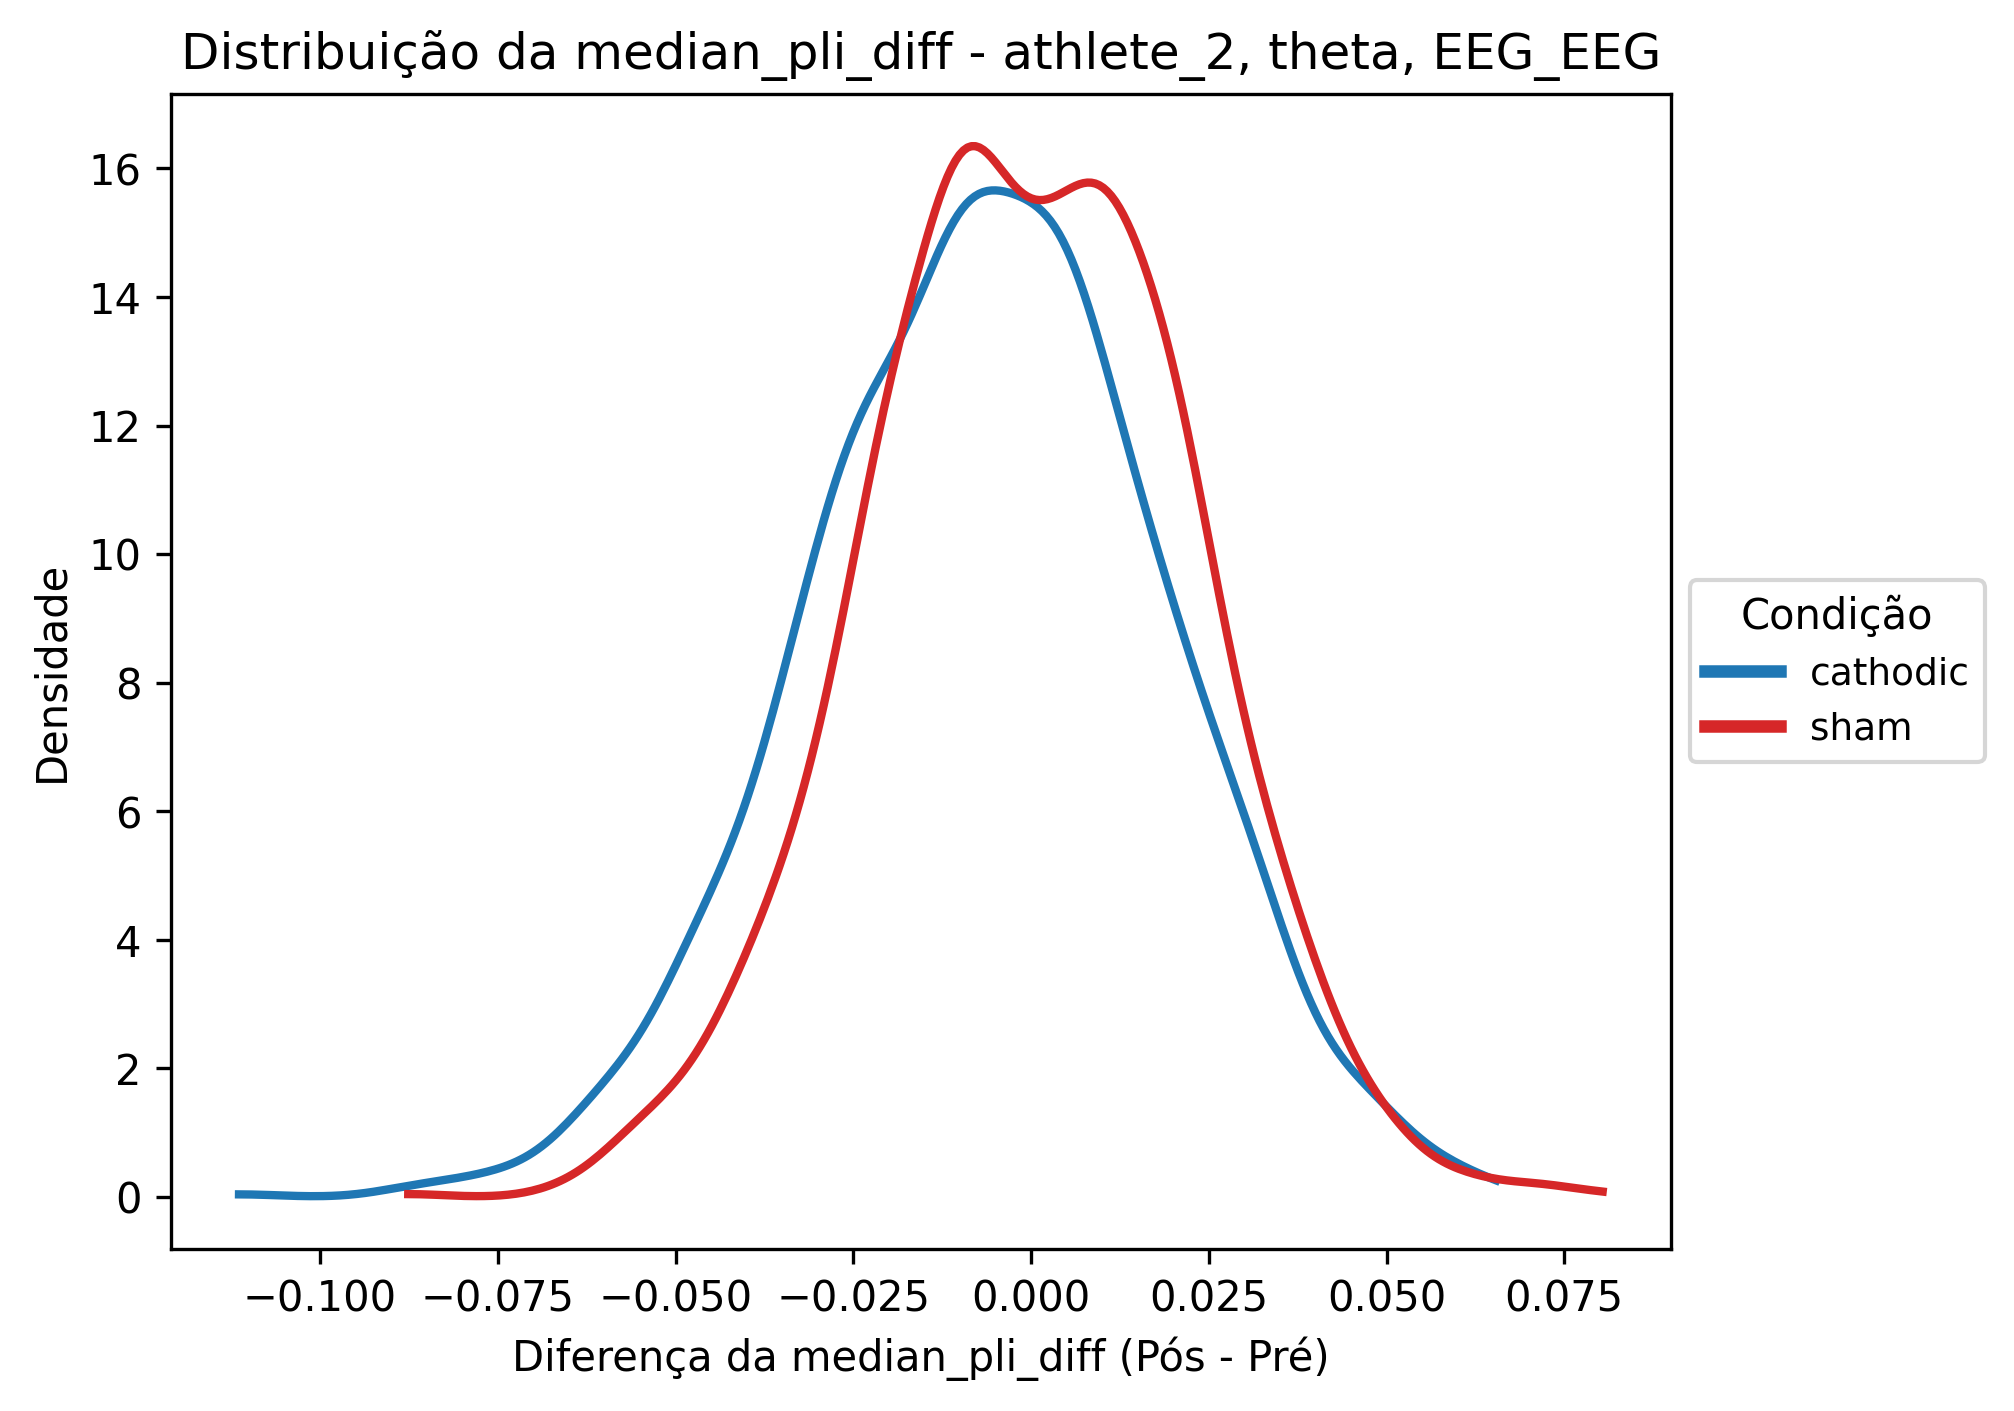 Distribuição da median_pli_diff - athlete_2, theta, EEG_EEG
16
14
12
10
8
6
4
2
0
Densidade
−0.100 −0.075 −0.050 −0.025 0.000 0.025 0.050 0.075
Diferença da median_pli_diff (Pós - Pré)
Condição
cathodic
sham